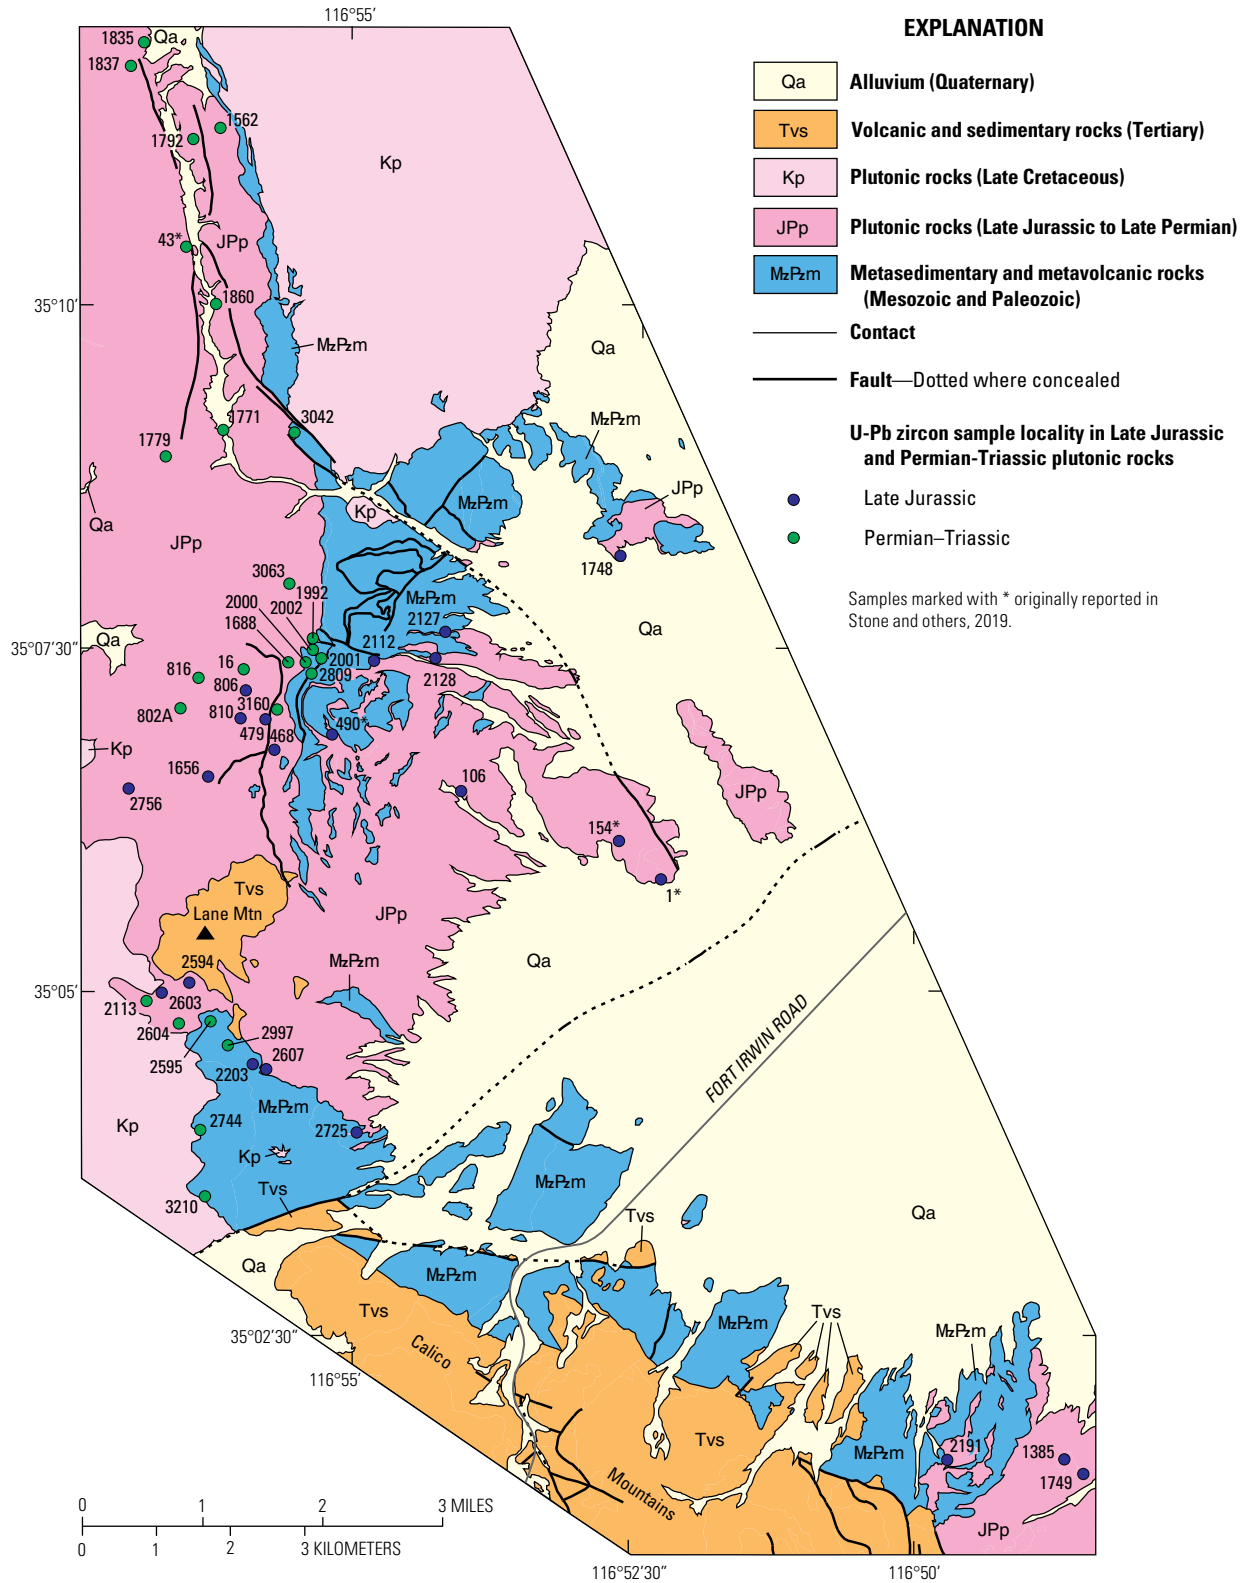 116°55'
EXPLANATION
Qa
Alluvium (Quaternary)
Tvs
Volcanic and sedimentary rocks (Tertiary)
Kp
Plutonic rocks (Late Cretaceous)
JPp
Plutonic rocks (Late Jurassic to Late Permian)
MzPzm
Metasedimentary and metavolcanic rocks
(Mesozoic and Paleozoic)
Contact
Fault—Dotted where concealed
U-Pb zircon sample locality in Late Jurassic
and Permian-Triassic plutonic rocks
Late Jurassic
Permian–Triassic
Samples marked with * originally reported in
Stone and others, 2019.
1835
Qa
1837
1562
1792
Kp
43*
JPp
35°10'
1860
MzPzm
Qa
1771
3042
MzPzm
1779
JPp
Qa
Kp
MzPzm
JPp
1748
3063
1992
MzPzm
2000
2002
2127
Qa
1688
2112
Qa
35°07'30"
16
2001
816
2809
2128
806
3160
802A
810
490*
479
468
Kp
1656
106
JPp
2756
154*
1*
Tvs
Lane Mtn
JPp
2594
MzPzm
Qa
35°05'
2113
2603
2604
2997
FORT IRWIN ROAD
2595
2607
2203
MzPzm
Kp
2744
2725
Kp
MzPzm
Tvs
3210
Tvs
Qa
Qa
MzPzm
Tvs
MzPzm
Tvs
MzPzm
35°02'30"
Calico
116°55'
Tvs
MzPzm
2191
1385
1749
Mountains
JPp
0
1
2
3 MILES
0
1
2
3 KILOMETERS
116°52'30"
116°50'